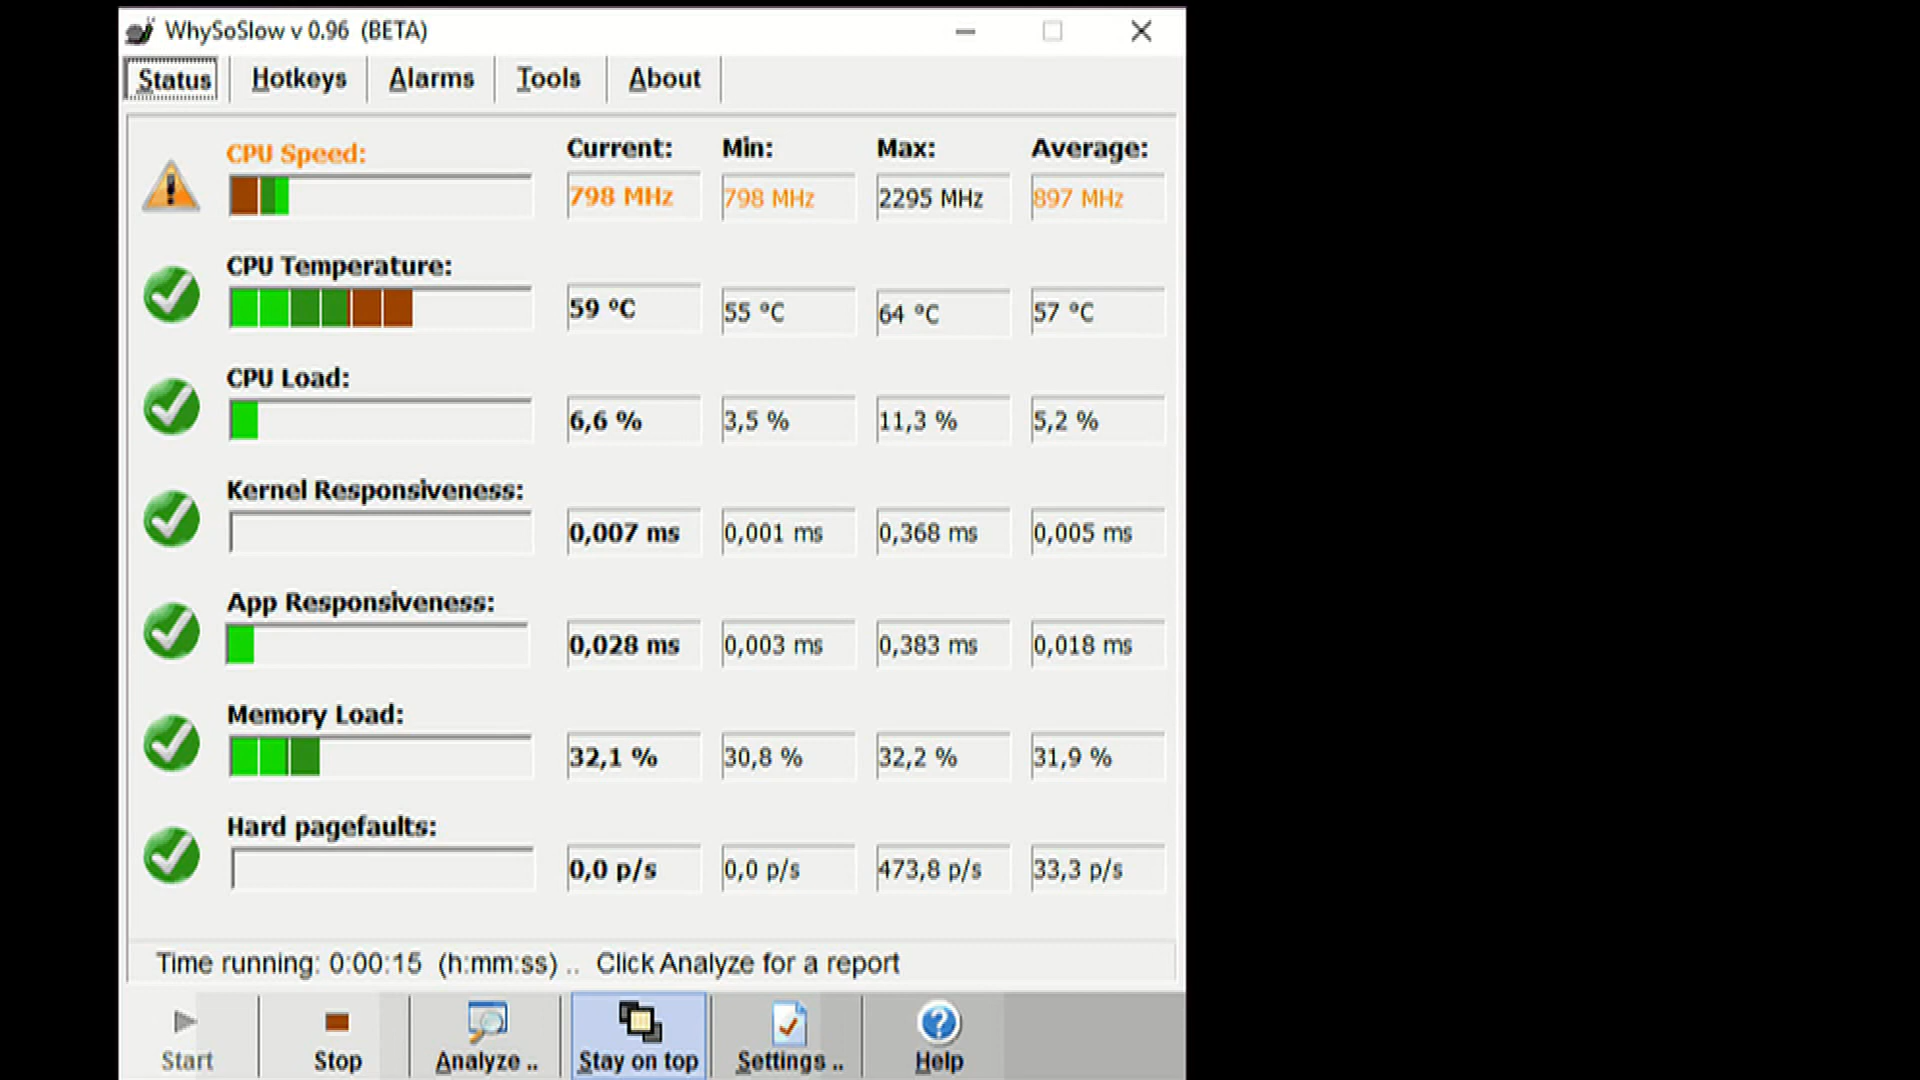 WhySoSlow v 0.96 (BETA)
Status Hotkeys Alarms Tools About
CPU Speed: Current: Min: Max: Average:
798 MHz 798 MHz 2295 MHz 897 MHz
CPU Temperature:
59 ºC 55 ºC 64 ºC 57 ºC
CPU Load:
6,6 % 3,5 % 11,3 % 5,2 %
Kernel Responsiveness:
0,007 ms 0,001 ms 0,368 ms 0,005 ms
App Responsiveness:
0,028 ms 0,003 ms 0,383 ms 0,018 ms
Memory Load:
32,1 % 30,8 % 32,2 % 31,9 %
Hard pagefaults:
0,0 p/s 0,0 p/s 473,8 p/s 33,3 p/s
Time running: 0:00:15 (h:mm:ss) .. Click Analyze for a report
Start Stop Analyze .. Stay on top Settings .. Help